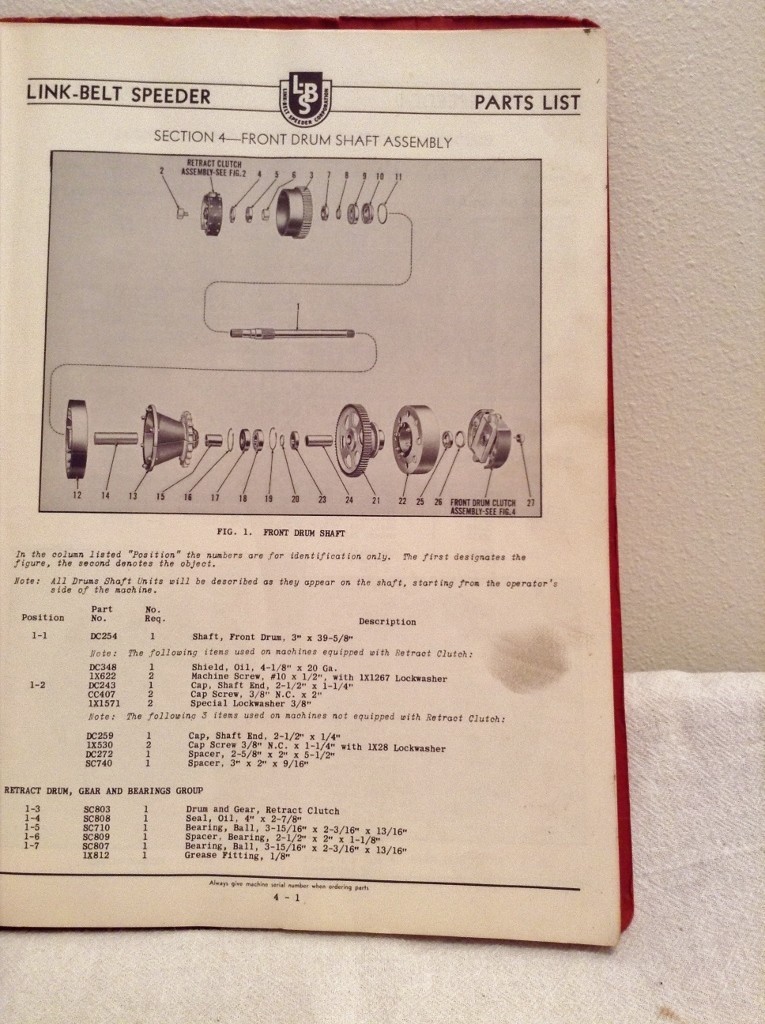 LINK-BELT SPEEDER
LBS
LINK-BELT SPEEDER CORPORATION
PARTS LIST
SECTION 4—FRONT DRUM SHAFT ASSEMBLY
RETRACT CLUTCH
ASSEMBLY-SEE FIG.2
2 4 5 6 3 7 8 9 10 11
1
12 14 13 15 16 17 18 19 20 23 24 21 22 25 26 27
FRONT DRUM CLUTCH
ASSEMBLY-SEE FIG.4
FIG. 1. FRONT DRUM SHAFT
In the column listed "Position" the numbers are for identification only. The first designates the
figure, the second denotes the object.
Note: All Drums Shaft Units will be described as they appear on the shaft, starting from the operator's
side of the machine.
Position Part No. No. Req. Description
1-1 DC254 1 Shaft, Front Drum, 3" x 39-5/8"
Note: The following items used on machines equipped with Retract Clutch:
DC348 1 Shield, Oil, 4-1/8" x 20 Ga.
1X622 2 Machine Screw, #10 x 1/2", with 1X1267 Lockwasher
1-2 DC243 1 Cap, Shaft End, 2-1/2" x 1-1/4"
CC407 2 Cap Screw, 3/8" N.C. x 2"
1X1571 2 Special Lockwasher 3/8"
Note: The following 3 items used on machines not equipped with Retract Clutch:
DC259 1 Cap, Shaft End, 2-1/2" x 1/4"
1X530 2 Cap Screw 3/8" N.C. x 1-1/4" with 1X28 Lockwasher
DC272 1 Spacer, 2-5/8" x 2" x 5-1/2"
SC740 1 Spacer, 3" x 2" x 9/16"
RETRACT DRUM, GEAR AND BEARINGS GROUP
1-3 SC803 1 Drum and Gear, Retract Clutch
1-4 SC808 1 Seal, Oil, 4" x 2-7/8"
1-5 SC710 1 Bearing, Ball, 3-15/16" x 2-3/16" x 13/16"
1-6 SC809 1 Spacer, Bearing, 2-1/2" x 2" x 1-1/8"
1-7 SC807 1 Bearing, Ball, 3-15/16" x 2-3/16" x 13/16"
1X812 1 Grease Fitting, 1/8"
Always give machine serial number when ordering parts
4 - 1